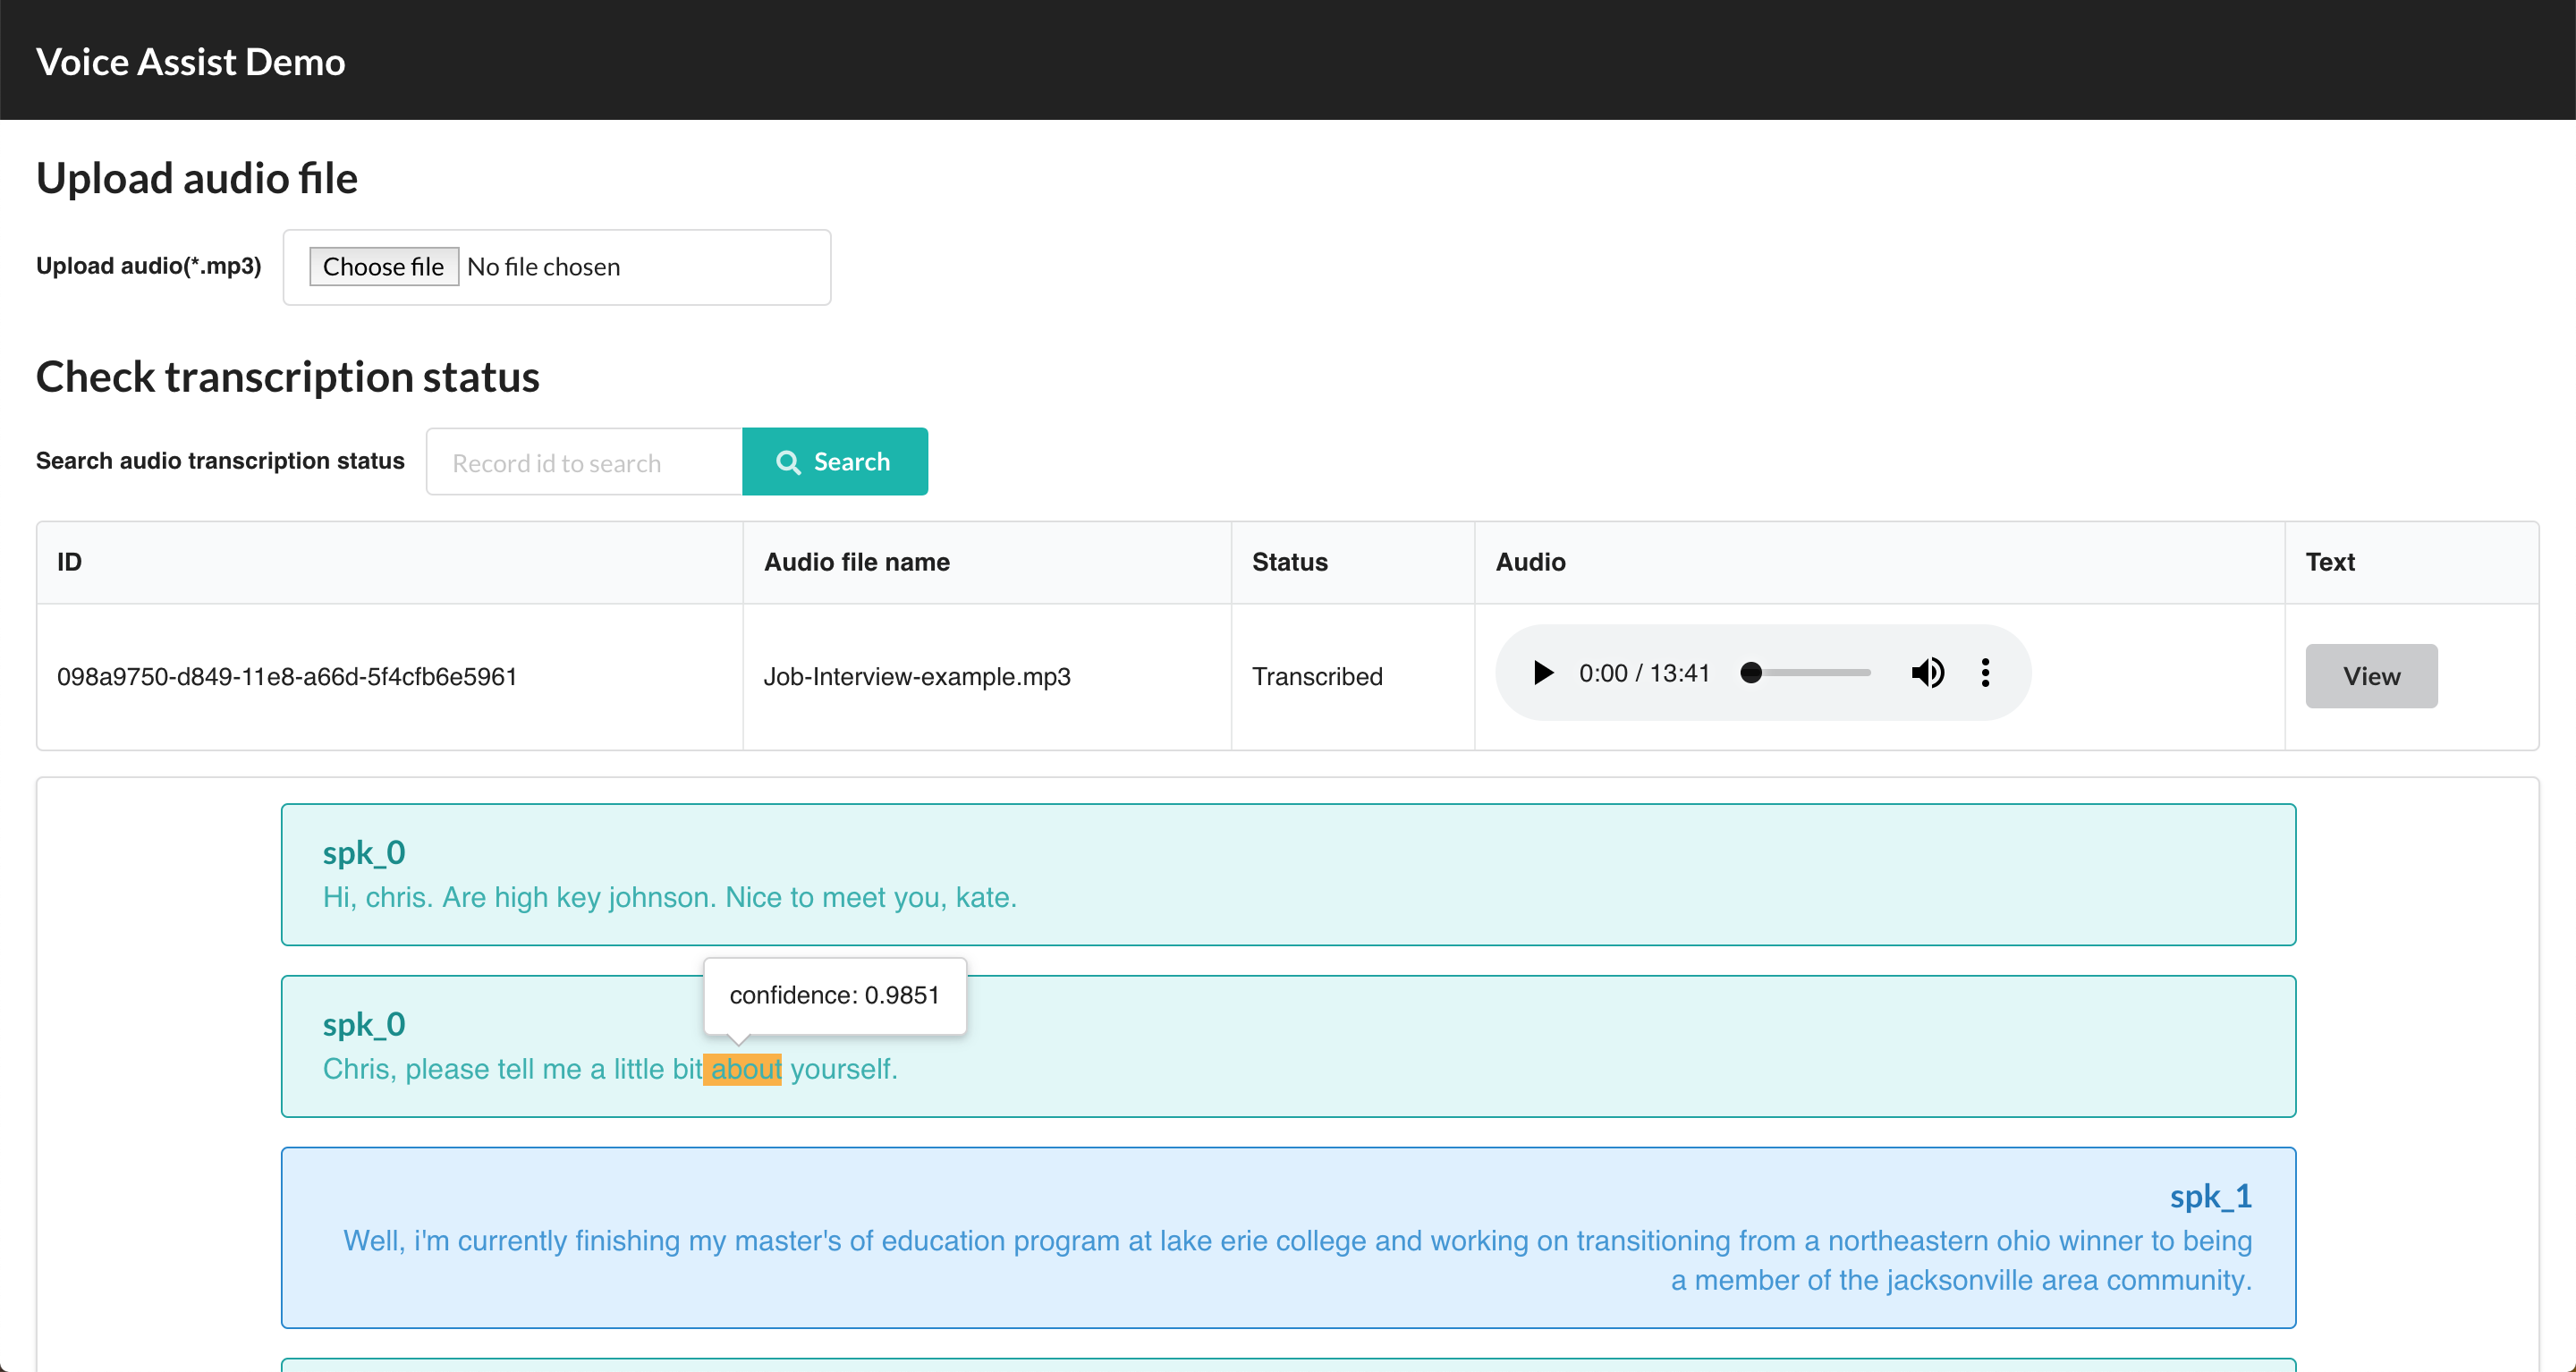 Voice Assist Demo
Upload audio file
Upload audio(*.mp3) Choose file No file chosen
Check transcription status
Search audio transcription status Record id to search Search
ID Audio file name Status Audio Text
098a9750-d849-11e8-a66d-5f4cfb6e5961 Job-Interview-example.mp3 Transcribed 0:00 / 13:41 View
spk_0
Hi, chris. Are high key johnson. Nice to meet you, kate.
confidence: 0.9851
spk_0
Chris, please tell me a little bit about yourself.
spk_1
Well, i'm currently finishing my master's of education program at lake erie college and working on transitioning from a northeastern ohio winner to being
a member of the jacksonville area community.